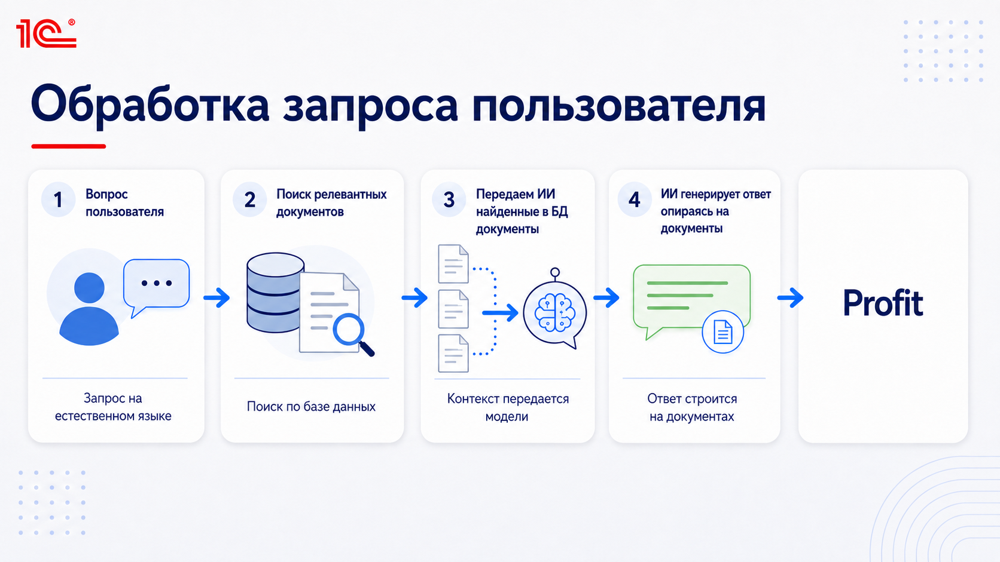 1С®
Обработка запроса пользователя
1
Вопрос
пользователя
Запрос на
естественном языке
2
Поиск релевантных
документов
Поиск по базе данных
3
Передаем ИИ
найденные в БД
документы
Контекст передается
модели
4
ИИ генерирует ответ
опираясь на
документы
Ответ строится
на документах
Profit